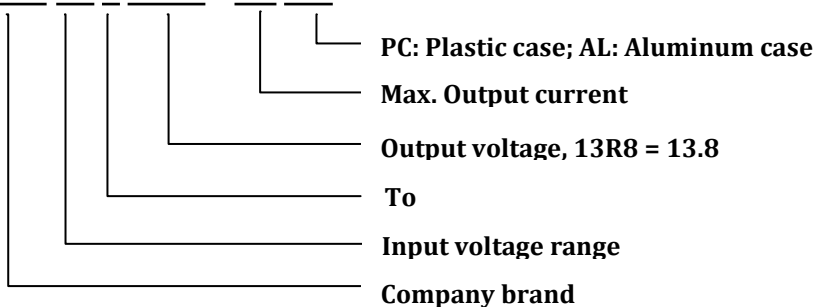 PC: Plastic case; AL: Aluminum case
Max. Output current
Output voltage, 13R8 = 13.8
To
Input voltage range
Company brand